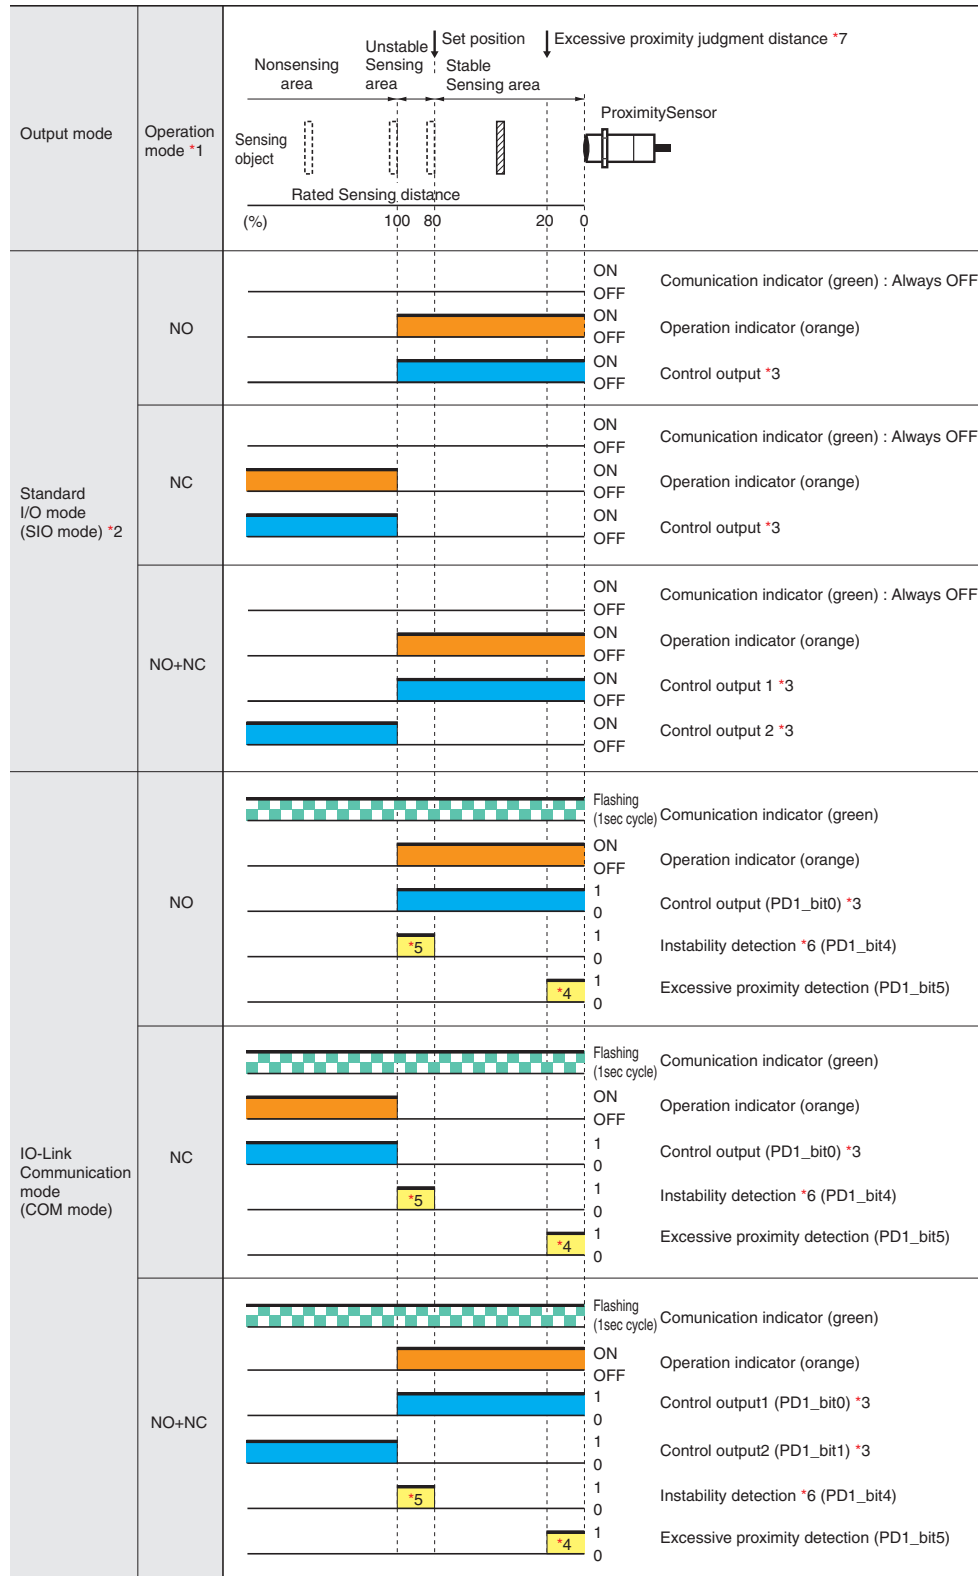 Output mode
Operation
mode *1
Set position
Excessive proximity judgment distance *7
Unstable
Nonsensing
area
Sensing
area
Stable
Sensing area
ProximitySensor
Sensing
object
Rated Sensing distance
(%)
100 80 20 0
Standard
I/O mode
(SIO mode) *2
NO
ON
OFF
Comunication indicator (green) : Always OFF
ON
OFF
Operation indicator (orange)
ON
OFF
Control output *3
NC
ON
OFF
Comunication indicator (green) : Always OFF
ON
OFF
Operation indicator (orange)
ON
OFF
Control output *3
NO+NC
ON
OFF
Comunication indicator (green) : Always OFF
ON
OFF
Operation indicator (orange)
ON
OFF
Control output 1 *3
ON
OFF
Control output 2 *3
IO-Link
Communication
mode
(COM mode)
NO
Flashing
(1sec cycle)
Comunication indicator (green)
ON
OFF
Operation indicator (orange)
1
0
Control output (PD1_bit0) *3
*5
1
0
Instability detection *6 (PD1_bit4)
*4
1
0
Excessive proximity detection (PD1_bit5)
NC
Flashing
(1sec cycle)
Comunication indicator (green)
ON
OFF
Operation indicator (orange)
1
0
Control output (PD1_bit0) *3
*5
1
0
Instability detection *6 (PD1_bit4)
*4
1
0
Excessive proximity detection (PD1_bit5)
NO+NC
Flashing
(1sec cycle)
Comunication indicator (green)
ON
OFF
Operation indicator (orange)
1
0
Control output1 (PD1_bit0) *3
1
0
Control output2 (PD1_bit1) *3
*5
1
0
Instability detection *6 (PD1_bit4)
*4
1
0
Excessive proximity detection (PD1_bit5)